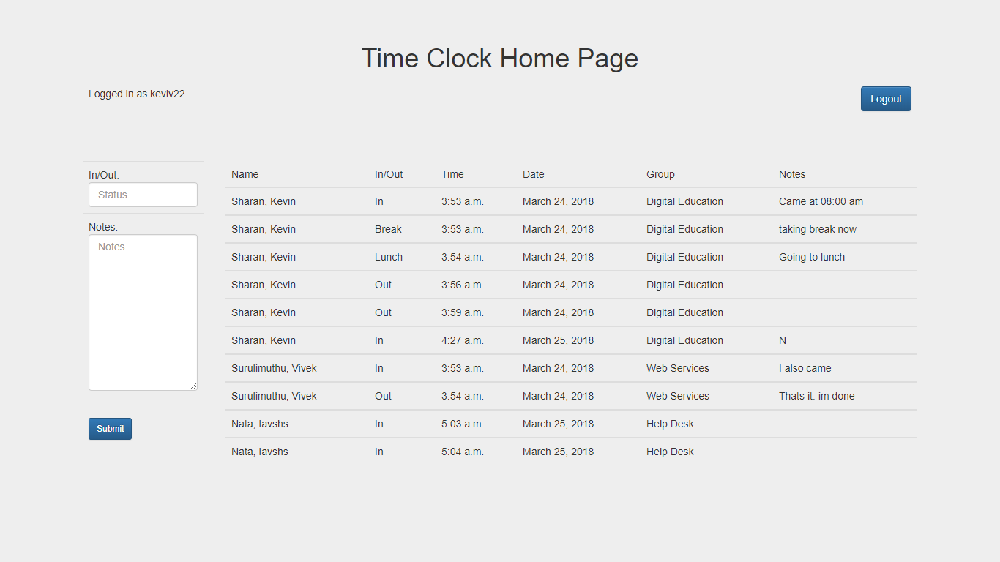 Time Clock Home Page
Logged in as keviv22
Logout
In/Out:
Status
Notes:
Notes
Submit
Name In/Out Time Date Group Notes
Sharan, Kevin In 3:53 a.m. March 24, 2018 Digital Education Came at 08:00 am
Sharan, Kevin Break 3:53 a.m. March 24, 2018 Digital Education taking break now
Sharan, Kevin Lunch 3:54 a.m. March 24, 2018 Digital Education Going to lunch
Sharan, Kevin Out 3:56 a.m. March 24, 2018 Digital Education
Sharan, Kevin Out 3:59 a.m. March 24, 2018 Digital Education
Sharan, Kevin In 4:27 a.m. March 25, 2018 Digital Education N
Surulimuthu, Vivek In 3:53 a.m. March 24, 2018 Web Services I also came
Surulimuthu, Vivek Out 3:54 a.m. March 24, 2018 Web Services Thats it. im done
Nata, Iavshs In 5:03 a.m. March 25, 2018 Help Desk
Nata, Iavshs In 5:04 a.m. March 25, 2018 Help Desk